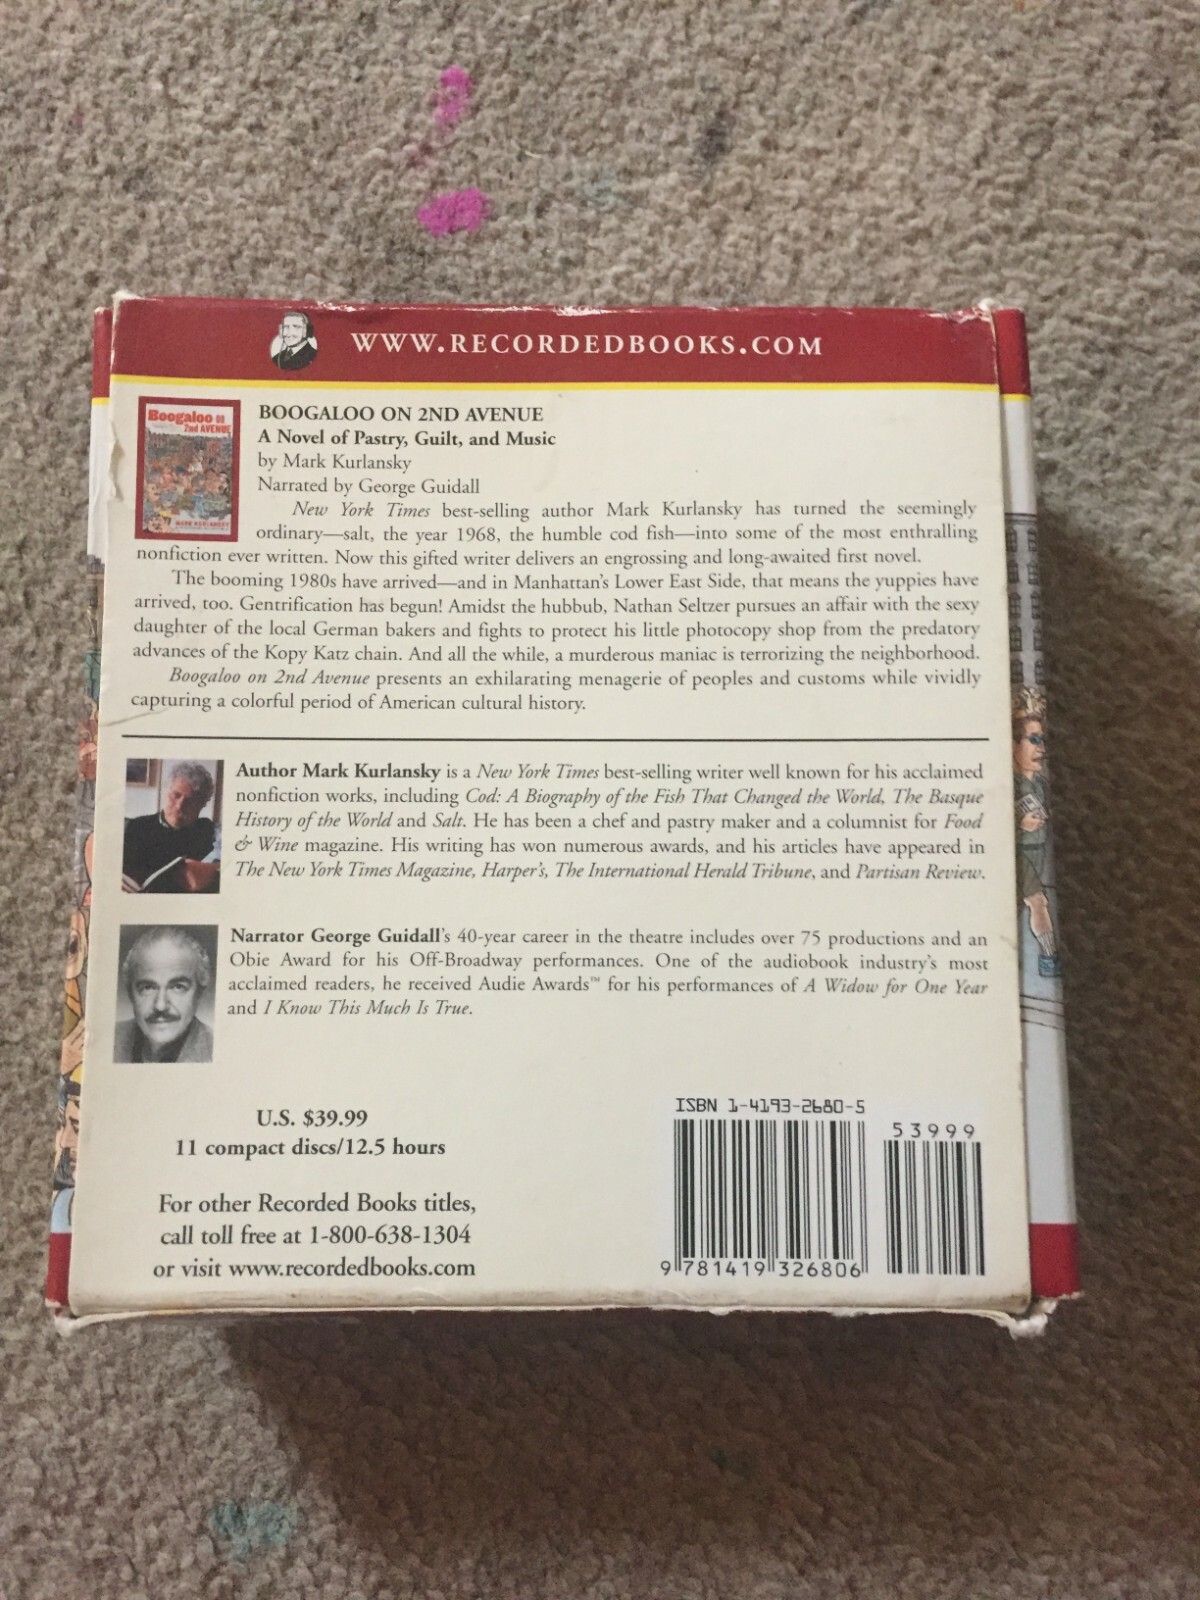 WWW.RECORDEDBOOKS.COM
Boogaloo on
2nd AVENUE
MARK KURLANSKY
BOOGALOO ON 2ND AVENUE
A Novel of Pastry, Guilt, and Music
by Mark Kurlansky
Narrated by George Guidall
New York Times best-selling author Mark Kurlansky has turned the seemingly
ordinary—salt, the year 1968, the humble cod fish—into some of the most enthralling
nonfiction ever written. Now this gifted writer delivers an engrossing and long-awaited first novel.
The booming 1980s have arrived—and in Manhattan's Lower East Side, that means the yuppies have
arrived, too. Gentrification has begun! Amidst the hubbub, Nathan Seltzer pursues an affair with the sexy
daughter of the local German bakers and fights to protect his little photocopy shop from the predatory
advances of the Kopy Katz chain. And all the while, a murderous maniac is terrorizing the neighborhood.
Boogaloo on 2nd Avenue presents an exhilarating menagerie of peoples and customs while vividly
capturing a colorful period of American cultural history.
Author Mark Kurlansky is a New York Times best-selling writer well known for his acclaimed
nonfiction works, including Cod: A Biography of the Fish That Changed the World, The Basque
History of the World and Salt. He has been a chef and pastry maker and a columnist for Food
& Wine magazine. His writing has won numerous awards, and his articles have appeared in
The New York Times Magazine, Harper's, The International Herald Tribune, and Partisan Review.
Narrator George Guidall's 40-year career in the theatre includes over 75 productions and an
Obie Award for his Off-Broadway performances. One of the audiobook industry's most
acclaimed readers, he received Audie Awards™ for his performances of A Widow for One Year
and I Know This Much Is True.
U.S. $39.99
11 compact discs/12.5 hours
For other Recorded Books titles,
call toll free at 1-800-638-1304
or visit www.recordedbooks.com
ISBN 1-4193-2680-5
53999
9 781419 326806